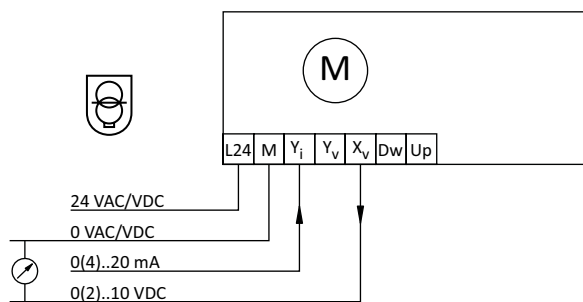 M
L24 M Yi Yv Xv Dw Up
24 VAC/VDC
0 VAC/VDC
0(4)..20 mA
0(2)..10 VDC